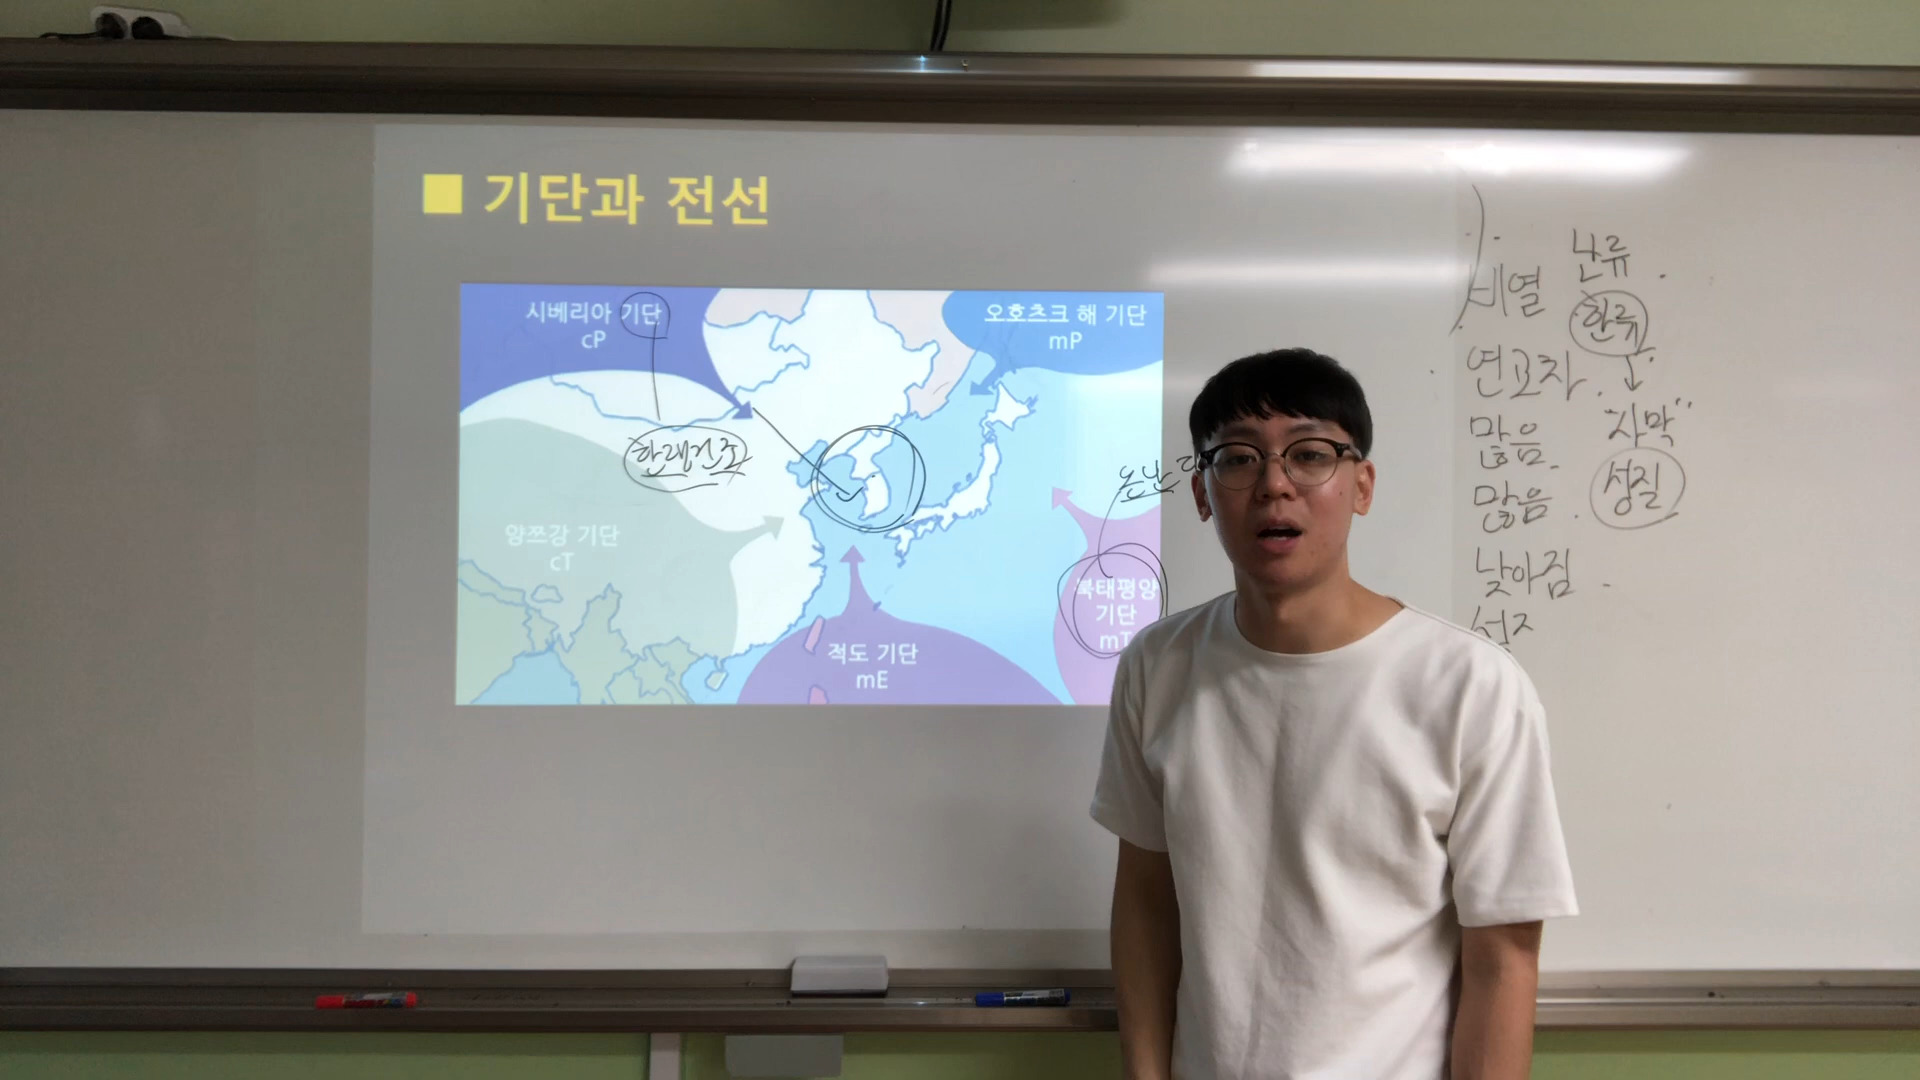 ■ 기단과 전선
시베리아 기단
cP
오호츠크 해 기단
mP
한랭건조
양쯔강 기단
cT
적도 기단
mE
온난다
북태평양
기단
mT
비열
난류
한류
연교차
많음
"사막"
많음
성질
낮아짐